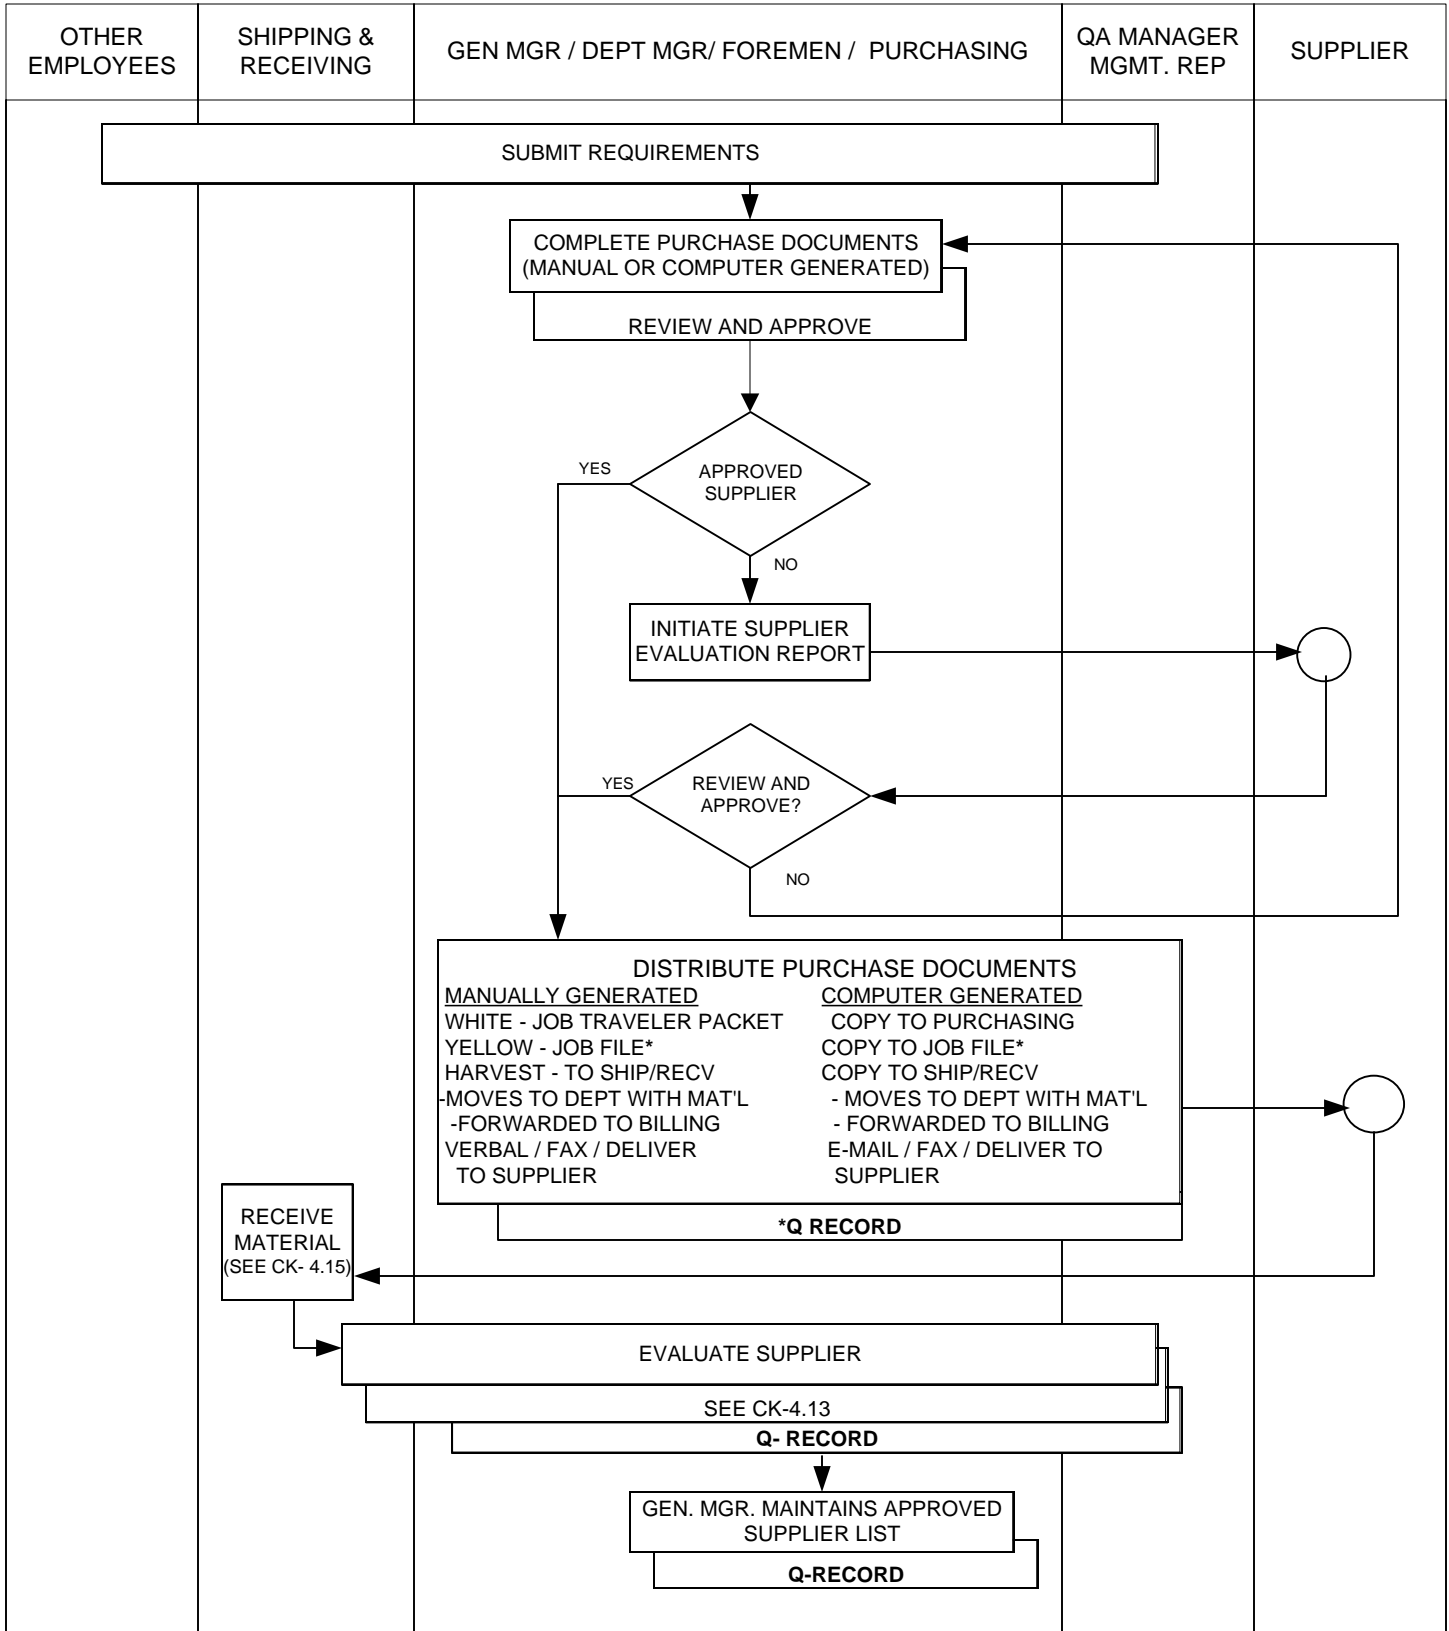 OTHER
EMPLOYEES
SHIPPING &
RECEIVING
GEN MGR / DEPT MGR/ FOREMEN / PURCHASING
QA MANAGER
MGMT. REP
SUPPLIER
SUBMIT REQUIREMENTS
COMPLETE PURCHASE DOCUMENTS
(MANUAL OR COMPUTER GENERATED)
REVIEW AND APPROVE
YES
APPROVED
SUPPLIER
NO
INITIATE SUPPLIER
EVALUATION REPORT
YES
REVIEW AND
APPROVE?
NO
DISTRIBUTE PURCHASE DOCUMENTS
MANUALLY GENERATED
WHITE - JOB TRAVELER PACKET
YELLOW - JOB FILE*
HARVEST - TO SHIP/RECV
-MOVES TO DEPT WITH MAT'L
-FORWARDED TO BILLING
VERBAL / FAX / DELIVER
TO SUPPLIER
COMPUTER GENERATED
COPY TO PURCHASING
COPY TO JOB FILE*
COPY TO SHIP/RECV
- MOVES TO DEPT WITH MAT'L
- FORWARDED TO BILLING
E-MAIL / FAX / DELIVER TO
SUPPLIER
*Q RECORD
RECEIVE
MATERIAL
(SEE CK- 4.15)
EVALUATE SUPPLIER
SEE CK-4.13
Q- RECORD
GEN. MGR. MAINTAINS APPROVED
SUPPLIER LIST
Q-RECORD